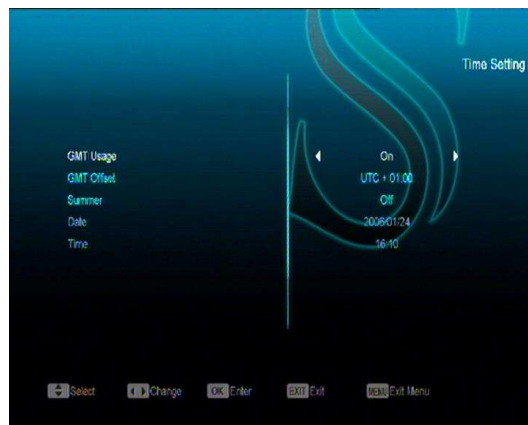 Time Setting
GMT Usage On
GMT Offset UTC + 01:00
Summer Off
Date 2006/01/24
Time 16:10
Select Change OK Enter EXIT Exit MENU Exit Menu